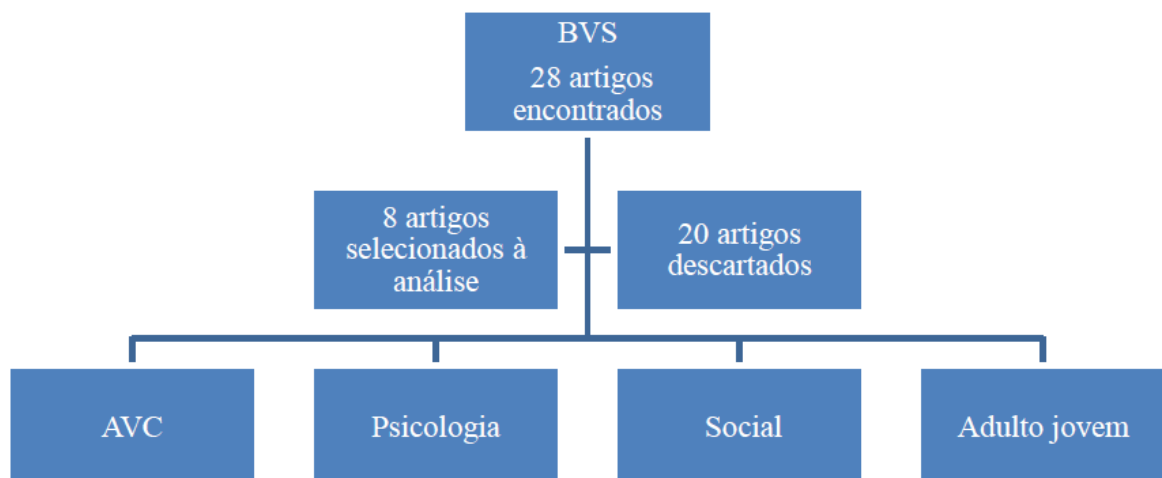 BVS
28 artigos
encontrados
8 artigos
selecionados à
análise
20 artigos
descartados
AVC
Psicologia
Social
Adulto jovem